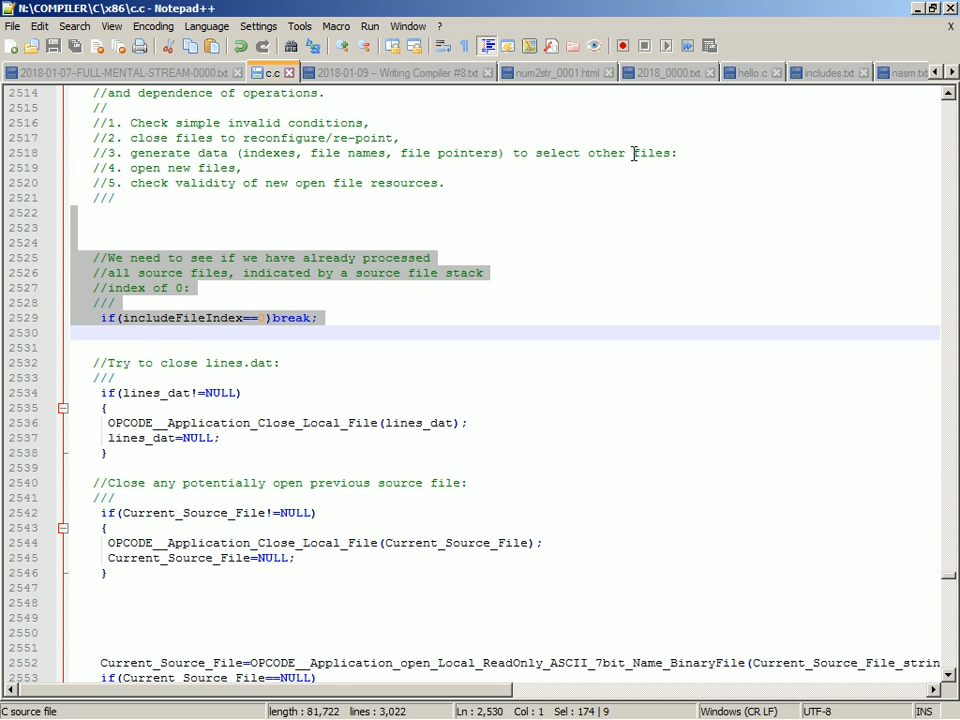 N:\COMPILER\C\x86\c.c - Notepad++
File Edit Search View Encoding Language Settings Tools Macro Run Window ? X
2018-01-07--FULL-MENTAL-STREAM-0000.txt c.c 2018-01-09 -- Writing Compiler #8.txt num2str_0001.html 2018_0000.txt hello.c includes.txt nasm.txt
2514 //and dependence of operations.
2515 //
2516 //1. Check simple invalid conditions,
2517 //2. close files to reconfigure/re-point,
2518 //3. generate data (indexes, file names, file pointers) to select other files:
2519 //4. open new files,
2520 //5. check validity of new open file resources.
2521 ///
2522
2523
2524
2525 //We need to see if we have already processed
2526 //all source files, indicated by a source file stack
2527 //index of 0:
2528 ///
2529 if(includeFileIndex==0)break;
2530
2531
2532 //Try to close lines.dat:
2533 ///
2534 if(lines_dat!=NULL)
2535 {
2536 OPCODE__Application_Close_Local_File(lines_dat);
2537 lines_dat=NULL;
2538 }
2539
2540 //Close any potentially open previous source file:
2541 ///
2542 if(Current_Source_File!=NULL)
2543 {
2544 OPCODE__Application_Close_Local_File(Current_Source_File);
2545 Current_Source_File=NULL;
2546 }
2547
2548
2549
2550
2551
2552 Current_Source_File=OPCODE__Application_open_Local_ReadOnly_ASCII_7bit_Name_BinaryFile(Current_Source_File_strin
2553 if(Current_Source_File==NULL)
C source file length : 81,722 lines : 3,022 Ln : 2,530 Col : 1 Sel : 174 | 9 Windows (CR LF) UTF-8 INS